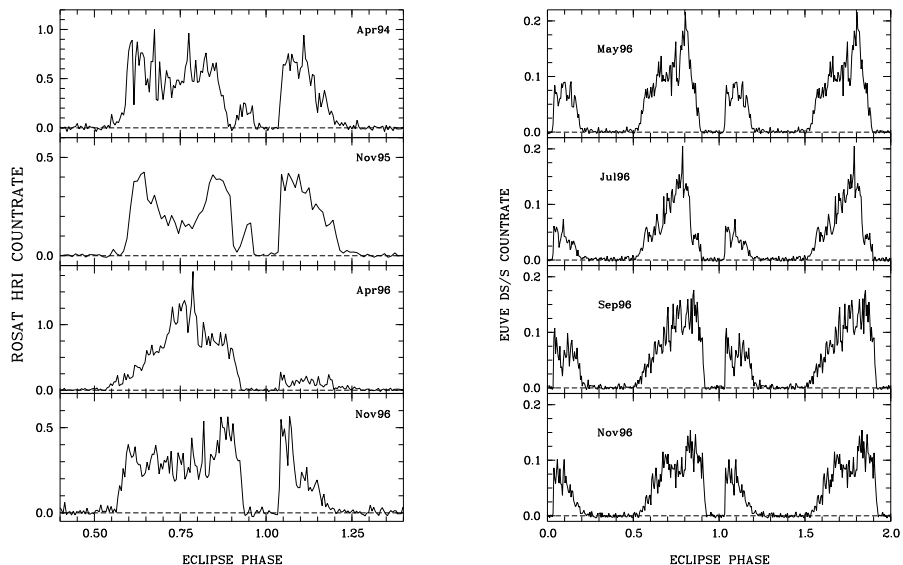 ROSAT HRI COUNTRATE
Apr94
1.0
0.5
0.0
Nov95
0.5
0.0
Apr96
1.0
0.0
Nov96
0.5
0.0
0.50 0.75 1.00 1.25
ECLIPSE PHASE
EUVE DS/S COUNTRATE
May96
0.2
0.1
0.0
Jul96
0.2
0.1
0.0
Sep96
0.2
0.1
0.0
Nov96
0.2
0.1
0.0
0.0 0.5 1.0 1.5 2.0
ECLIPSE PHASE